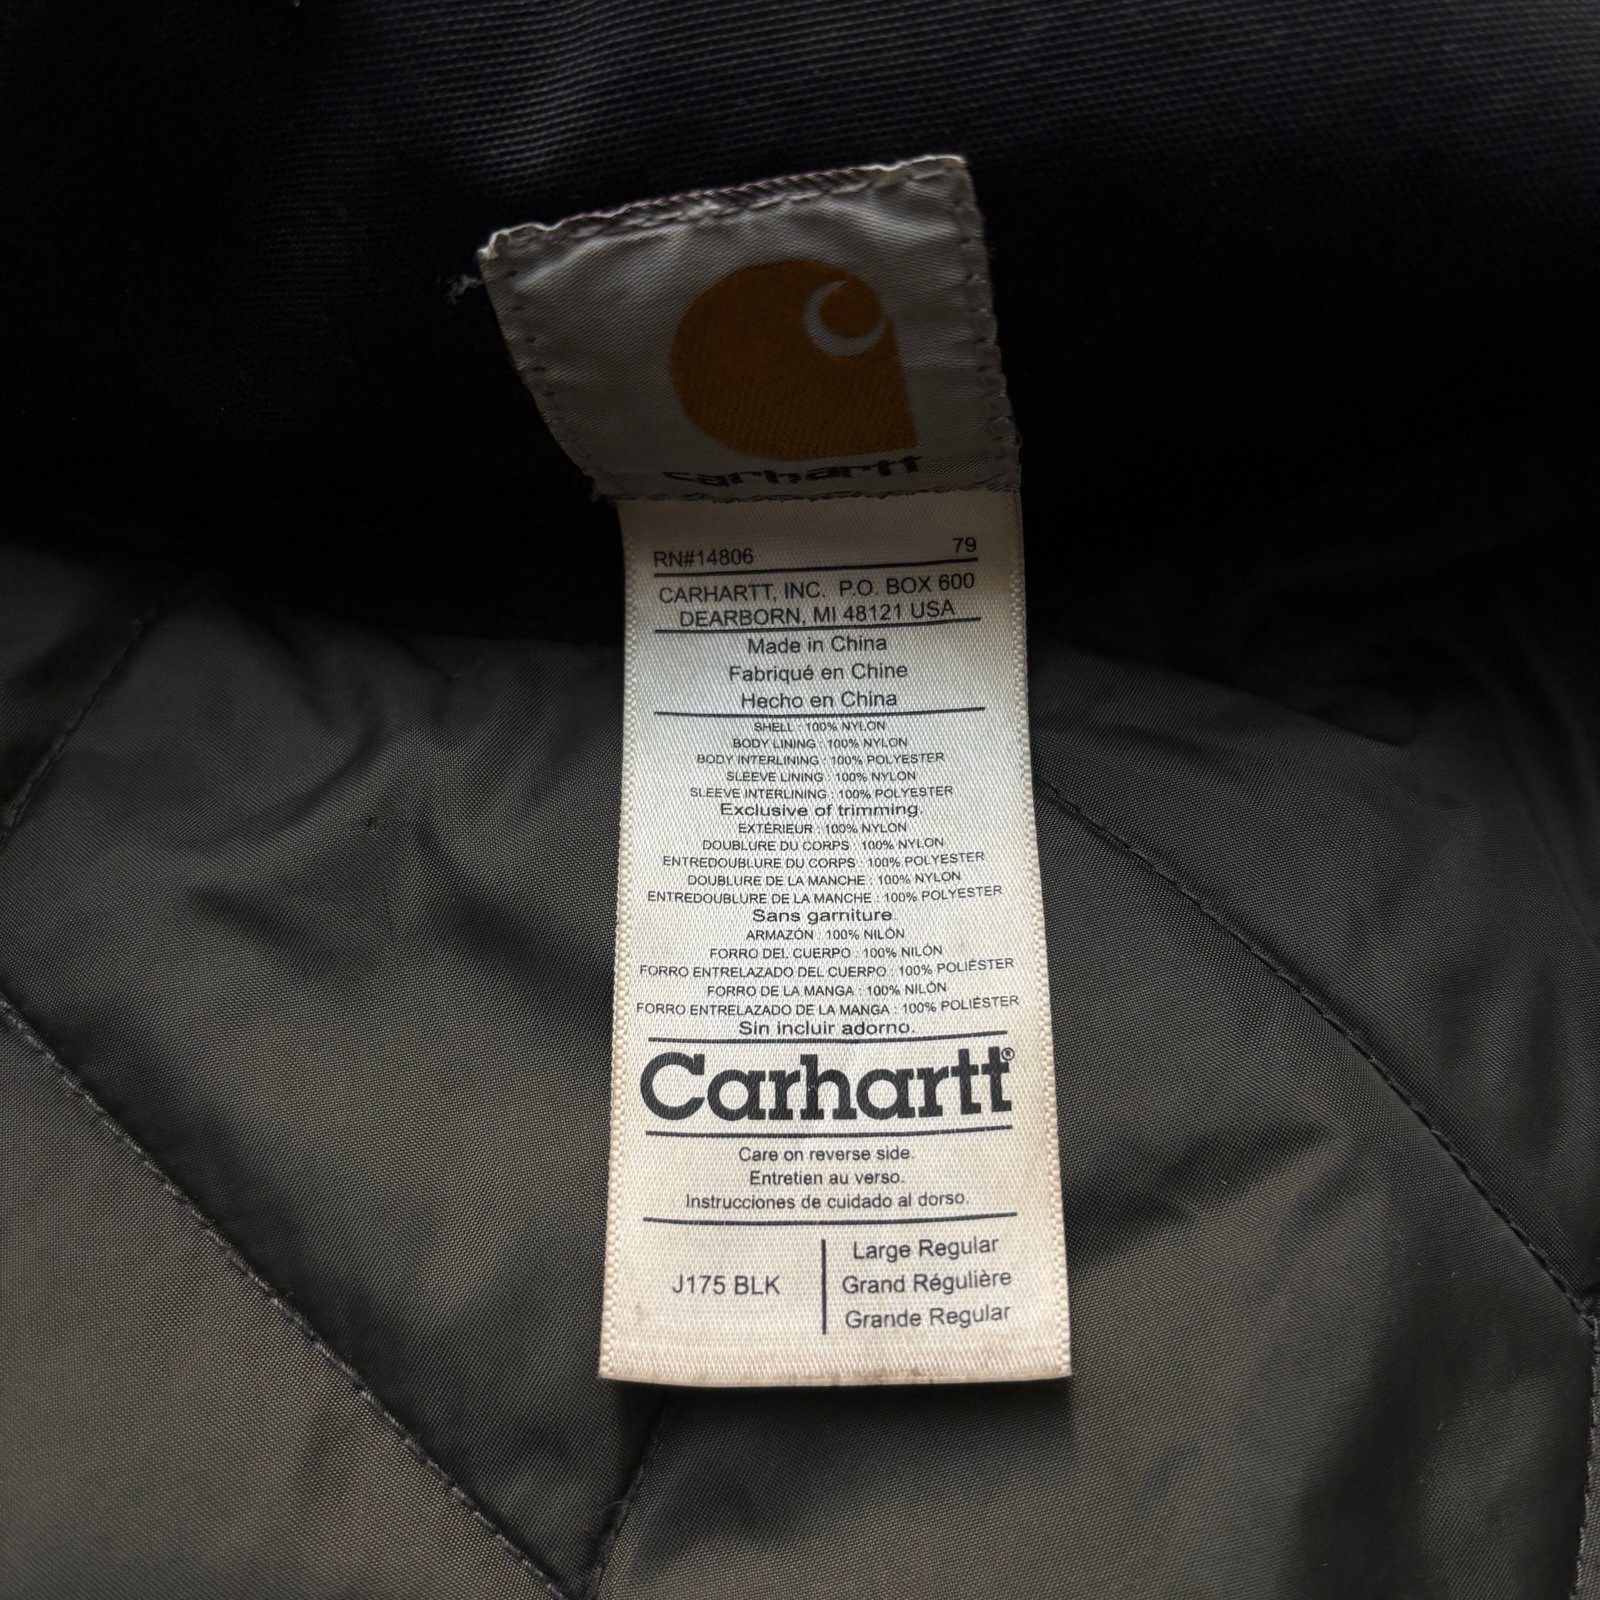 carhartt
RN#14806 79
CARHARTT, INC. P.O. BOX 600
DEARBORN, MI 48121 USA
Made in China
Fabriqué en Chine
Hecho en China
SHELL : 100% NYLON
BODY LINING : 100% NYLON
BODY INTERLINING : 100% POLYESTER
SLEEVE LINING : 100% NYLON
SLEEVE INTERLINING : 100% POLYESTER
Exclusive of trimming.
EXTÉRIEUR : 100% NYLON
DOUBLURE DU CORPS : 100% NYLON
ENTREDOUBLURE DU CORPS : 100% POLYESTER
DOUBLURE DE LA MANCHE : 100% NYLON
ENTREDOUBLURE DE LA MANCHE : 100% POLYESTER
Sans garniture.
ARMAZÓN : 100% NILÓN
FORRO DEL CUERPO : 100% NILÓN
FORRO ENTRELAZADO DEL CUERPO : 100% POLIÉSTER
FORRO DE LA MANGA : 100% NILÓN
FORRO ENTRELAZADO DE LA MANGA : 100% POLIÉSTER
Sin incluir adorno.
Carhartt®
Care on reverse side.
Entretien au verso.
Instrucciones de cuidado al dorso.
J175 BLK
Large Regular
Grand Régulière
Grande Regular